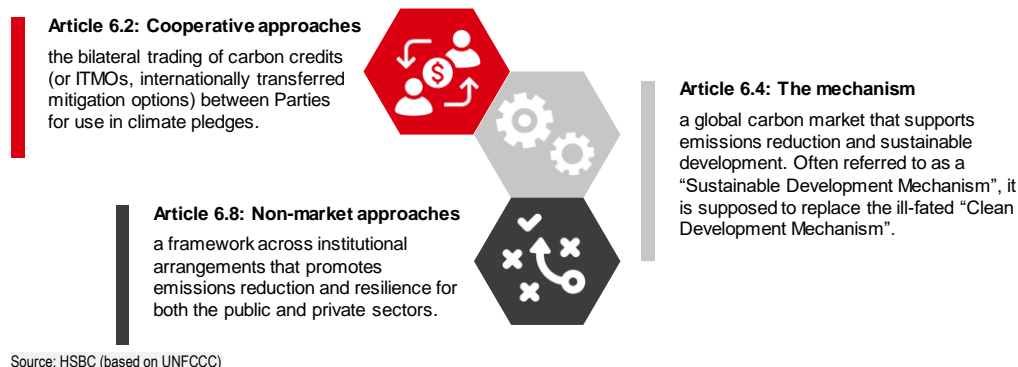 Article 6.2: Cooperative approaches
the bilateral trading of carbon credits
(or ITMOs, internationally transferred
mitigation options) between Parties
for use in climate pledges.
$
Article 6.4: The mechanism
a global carbon market that supports
emissions reduction and sustainable
development. Often referred to as a
“Sustainable Development Mechanism”, it
is supposed to replace the ill-fated “Clean
Development Mechanism”.
Article 6.8: Non-market approaches
a framework across institutional
arrangements that promotes
emissions reduction and resilience for
both the public and private sectors.
Source: HSBC (based on UNFCCC)